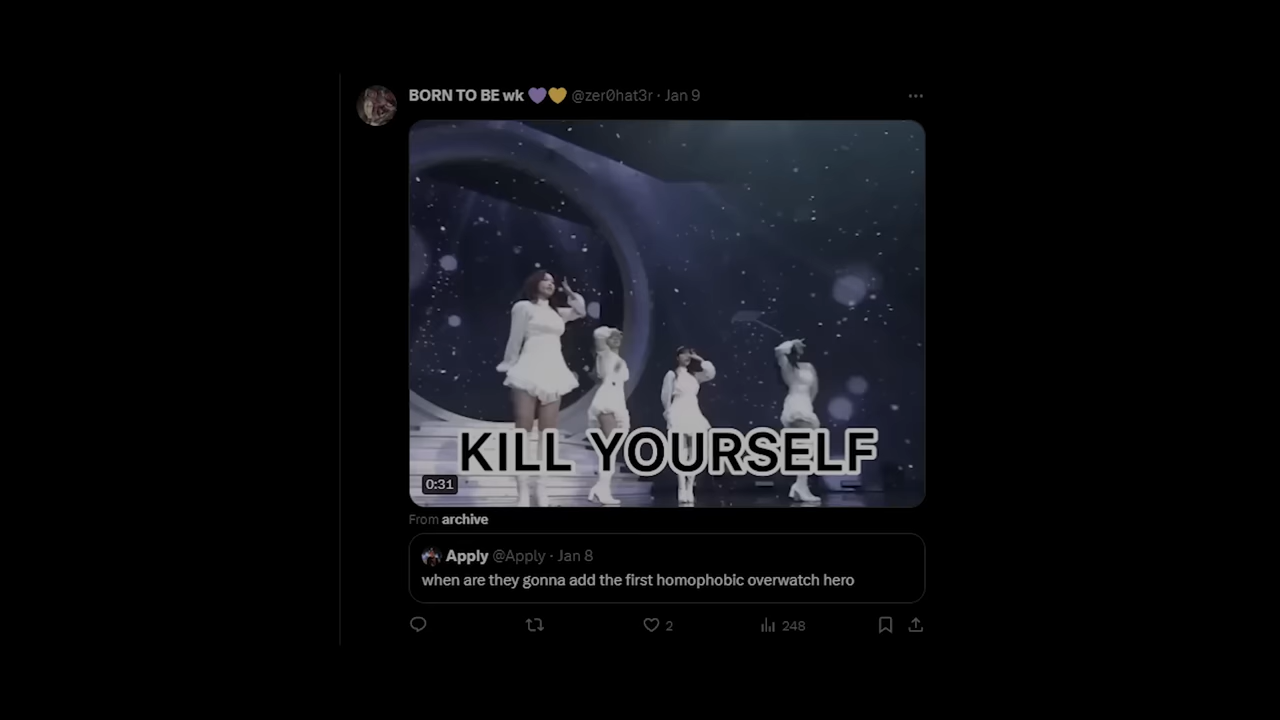 BORN TO BE wk 💜💛 @zer0hat3r · Jan 9
KILL YOURSELF
0:31
From archive
Apply @Apply · Jan 8
when are they gonna add the first homophobic overwatch hero
2
248